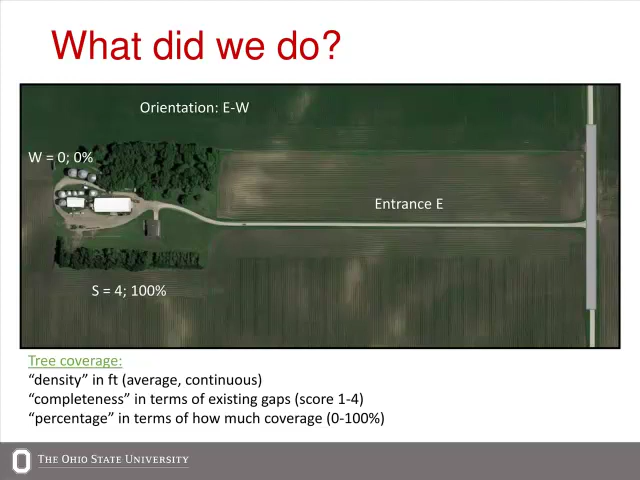 What did we do?
Orientation: E-W
W = 0; 0%
Entrance E
S = 4; 100%
Tree coverage:
“density” in ft (average, continuous)
“completeness” in terms of existing gaps (score 1-4)
“percentage” in terms of how much coverage (0-100%)
THE OHIO STATE UNIVERSITY